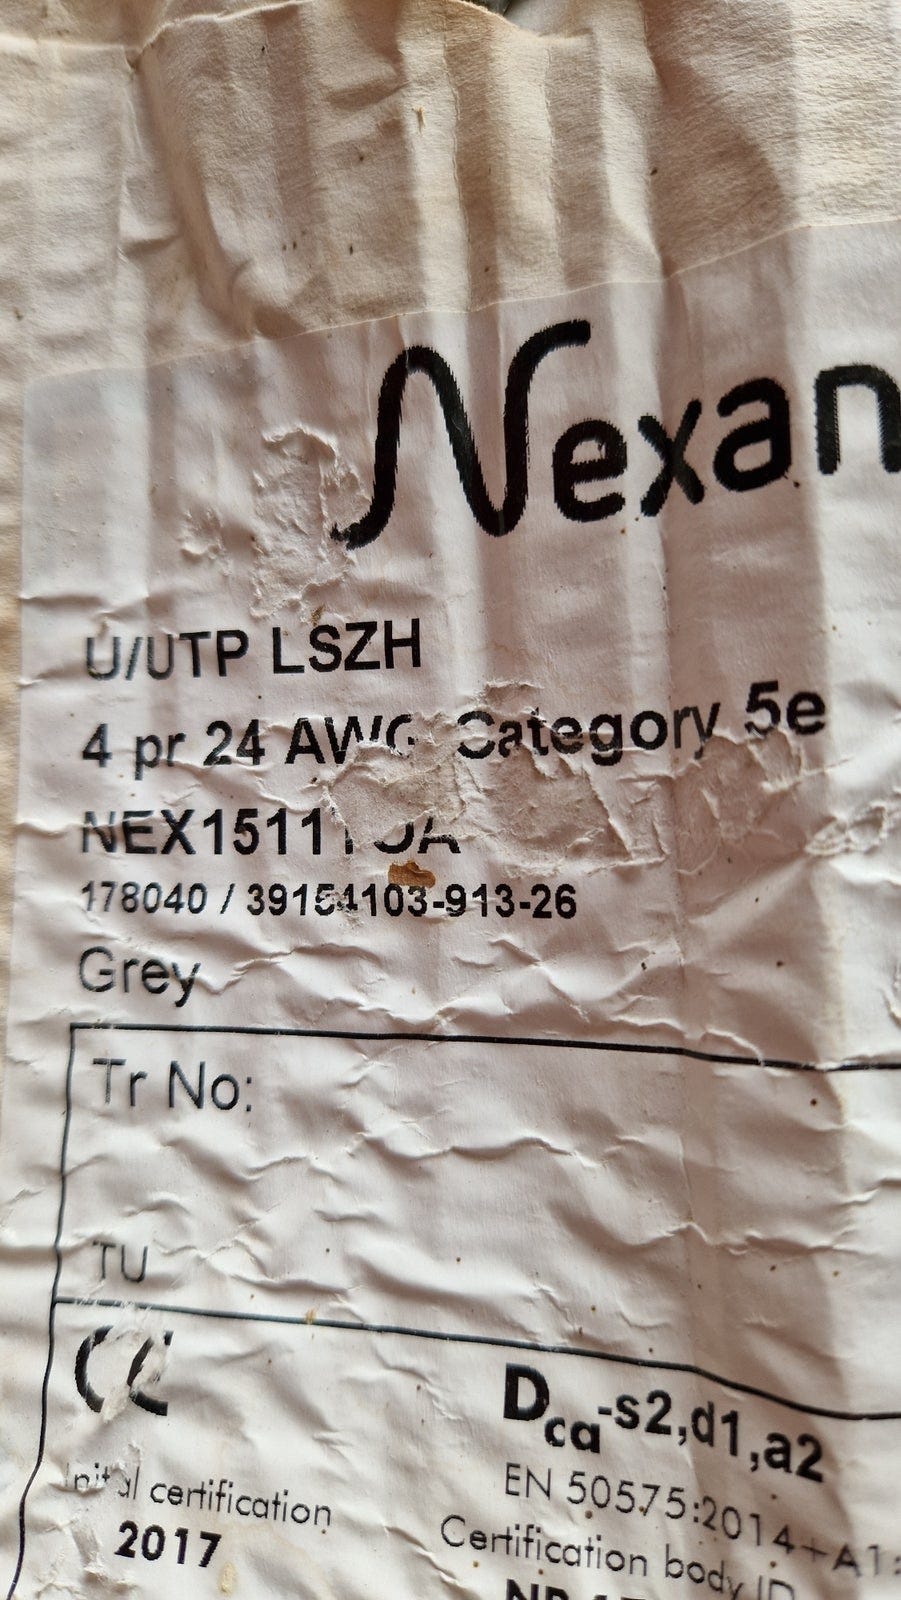 Nexan
U/UTP LSZH
4 pr 24 AWG Category 5e
178040 / 39154103-913-26
Grey
Tr No:
TU
CE
Dca-s2,d1,a2
Initial certification
EN 50575:2014+A1:
2017
Certification body ID